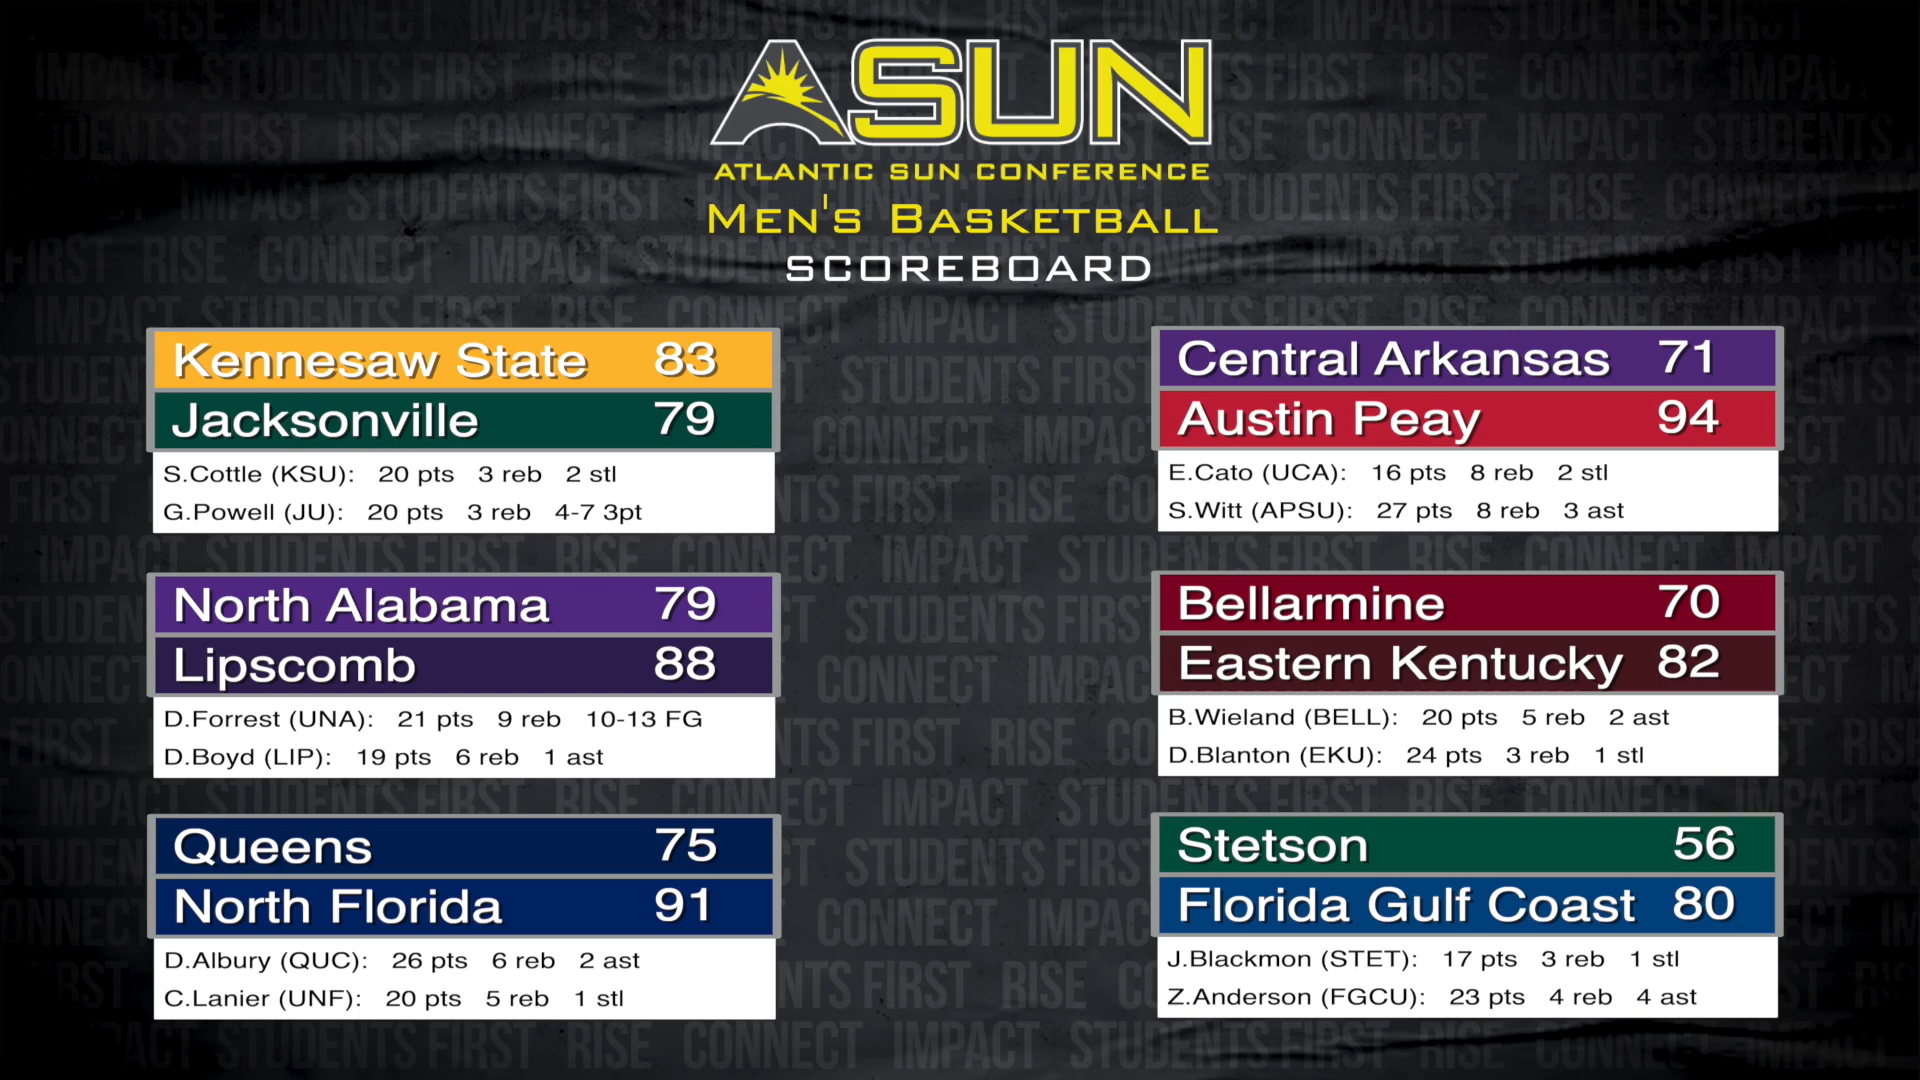 ASUN
ATLANTIC SUN CONFERENCE
MEN'S BASKETBALL
SCOREBOARD
Kennesaw State 83
Jacksonville 79
S.Cottle (KSU): 20 pts 3 reb 2 stl
G.Powell (JU): 20 pts 3 reb 4-7 3pt
North Alabama 79
Lipscomb 88
D.Forrest (UNA): 21 pts 9 reb 10-13 FG
D.Boyd (LIP): 19 pts 6 reb 1 ast
Queens 75
North Florida 91
D.Albury (QUC): 26 pts 6 reb 2 ast
C.Lanier (UNF): 20 pts 5 reb 1 stl
Central Arkansas 71
Austin Peay 94
E.Cato (UCA): 16 pts 8 reb 2 stl
S.Witt (APSU): 27 pts 8 reb 3 ast
Bellarmine 70
Eastern Kentucky 82
B.Wieland (BELL): 20 pts 5 reb 2 ast
D.Blanton (EKU): 24 pts 3 reb 1 stl
Stetson 56
Florida Gulf Coast 80
J.Blackmon (STET): 17 pts 3 reb 1 stl
Z.Anderson (FGCU): 23 pts 4 reb 4 ast